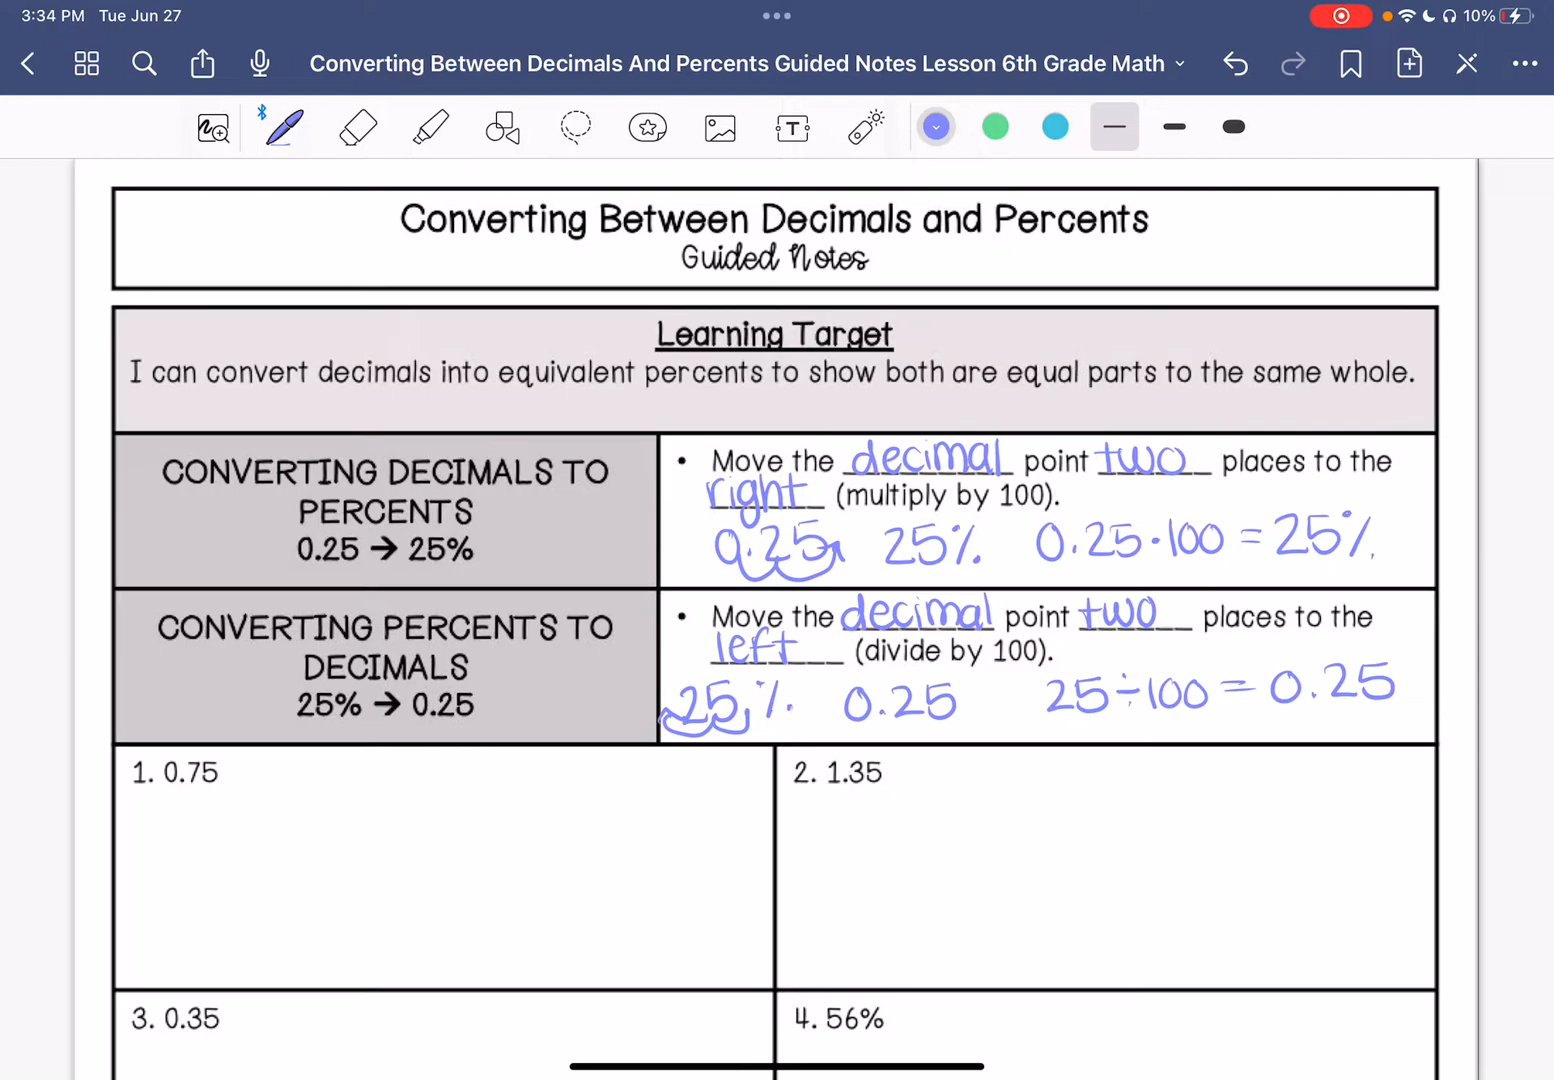 3:34 PM Tue Jun 27
10%
Converting Between Decimals And Percents Guided Notes Lesson 6th Grade Math
T
Converting Between Decimals and Percents
Guided Notes
Learning Target
I can convert decimals into equivalent percents to show both are equal parts to the same whole.
CONVERTING DECIMALS TO
PERCENTS
0.25 → 25%
• Move the decimal point two places to the
right (multiply by 100).
0.25 25% 0.25·100=25%
CONVERTING PERCENTS TO
DECIMALS
25% → 0.25
• Move the decimal point two places to the
left (divide by 100).
25.% 0.25 25÷100=0.25
1. 0.75
2. 1.35
3. 0.35
4. 56%